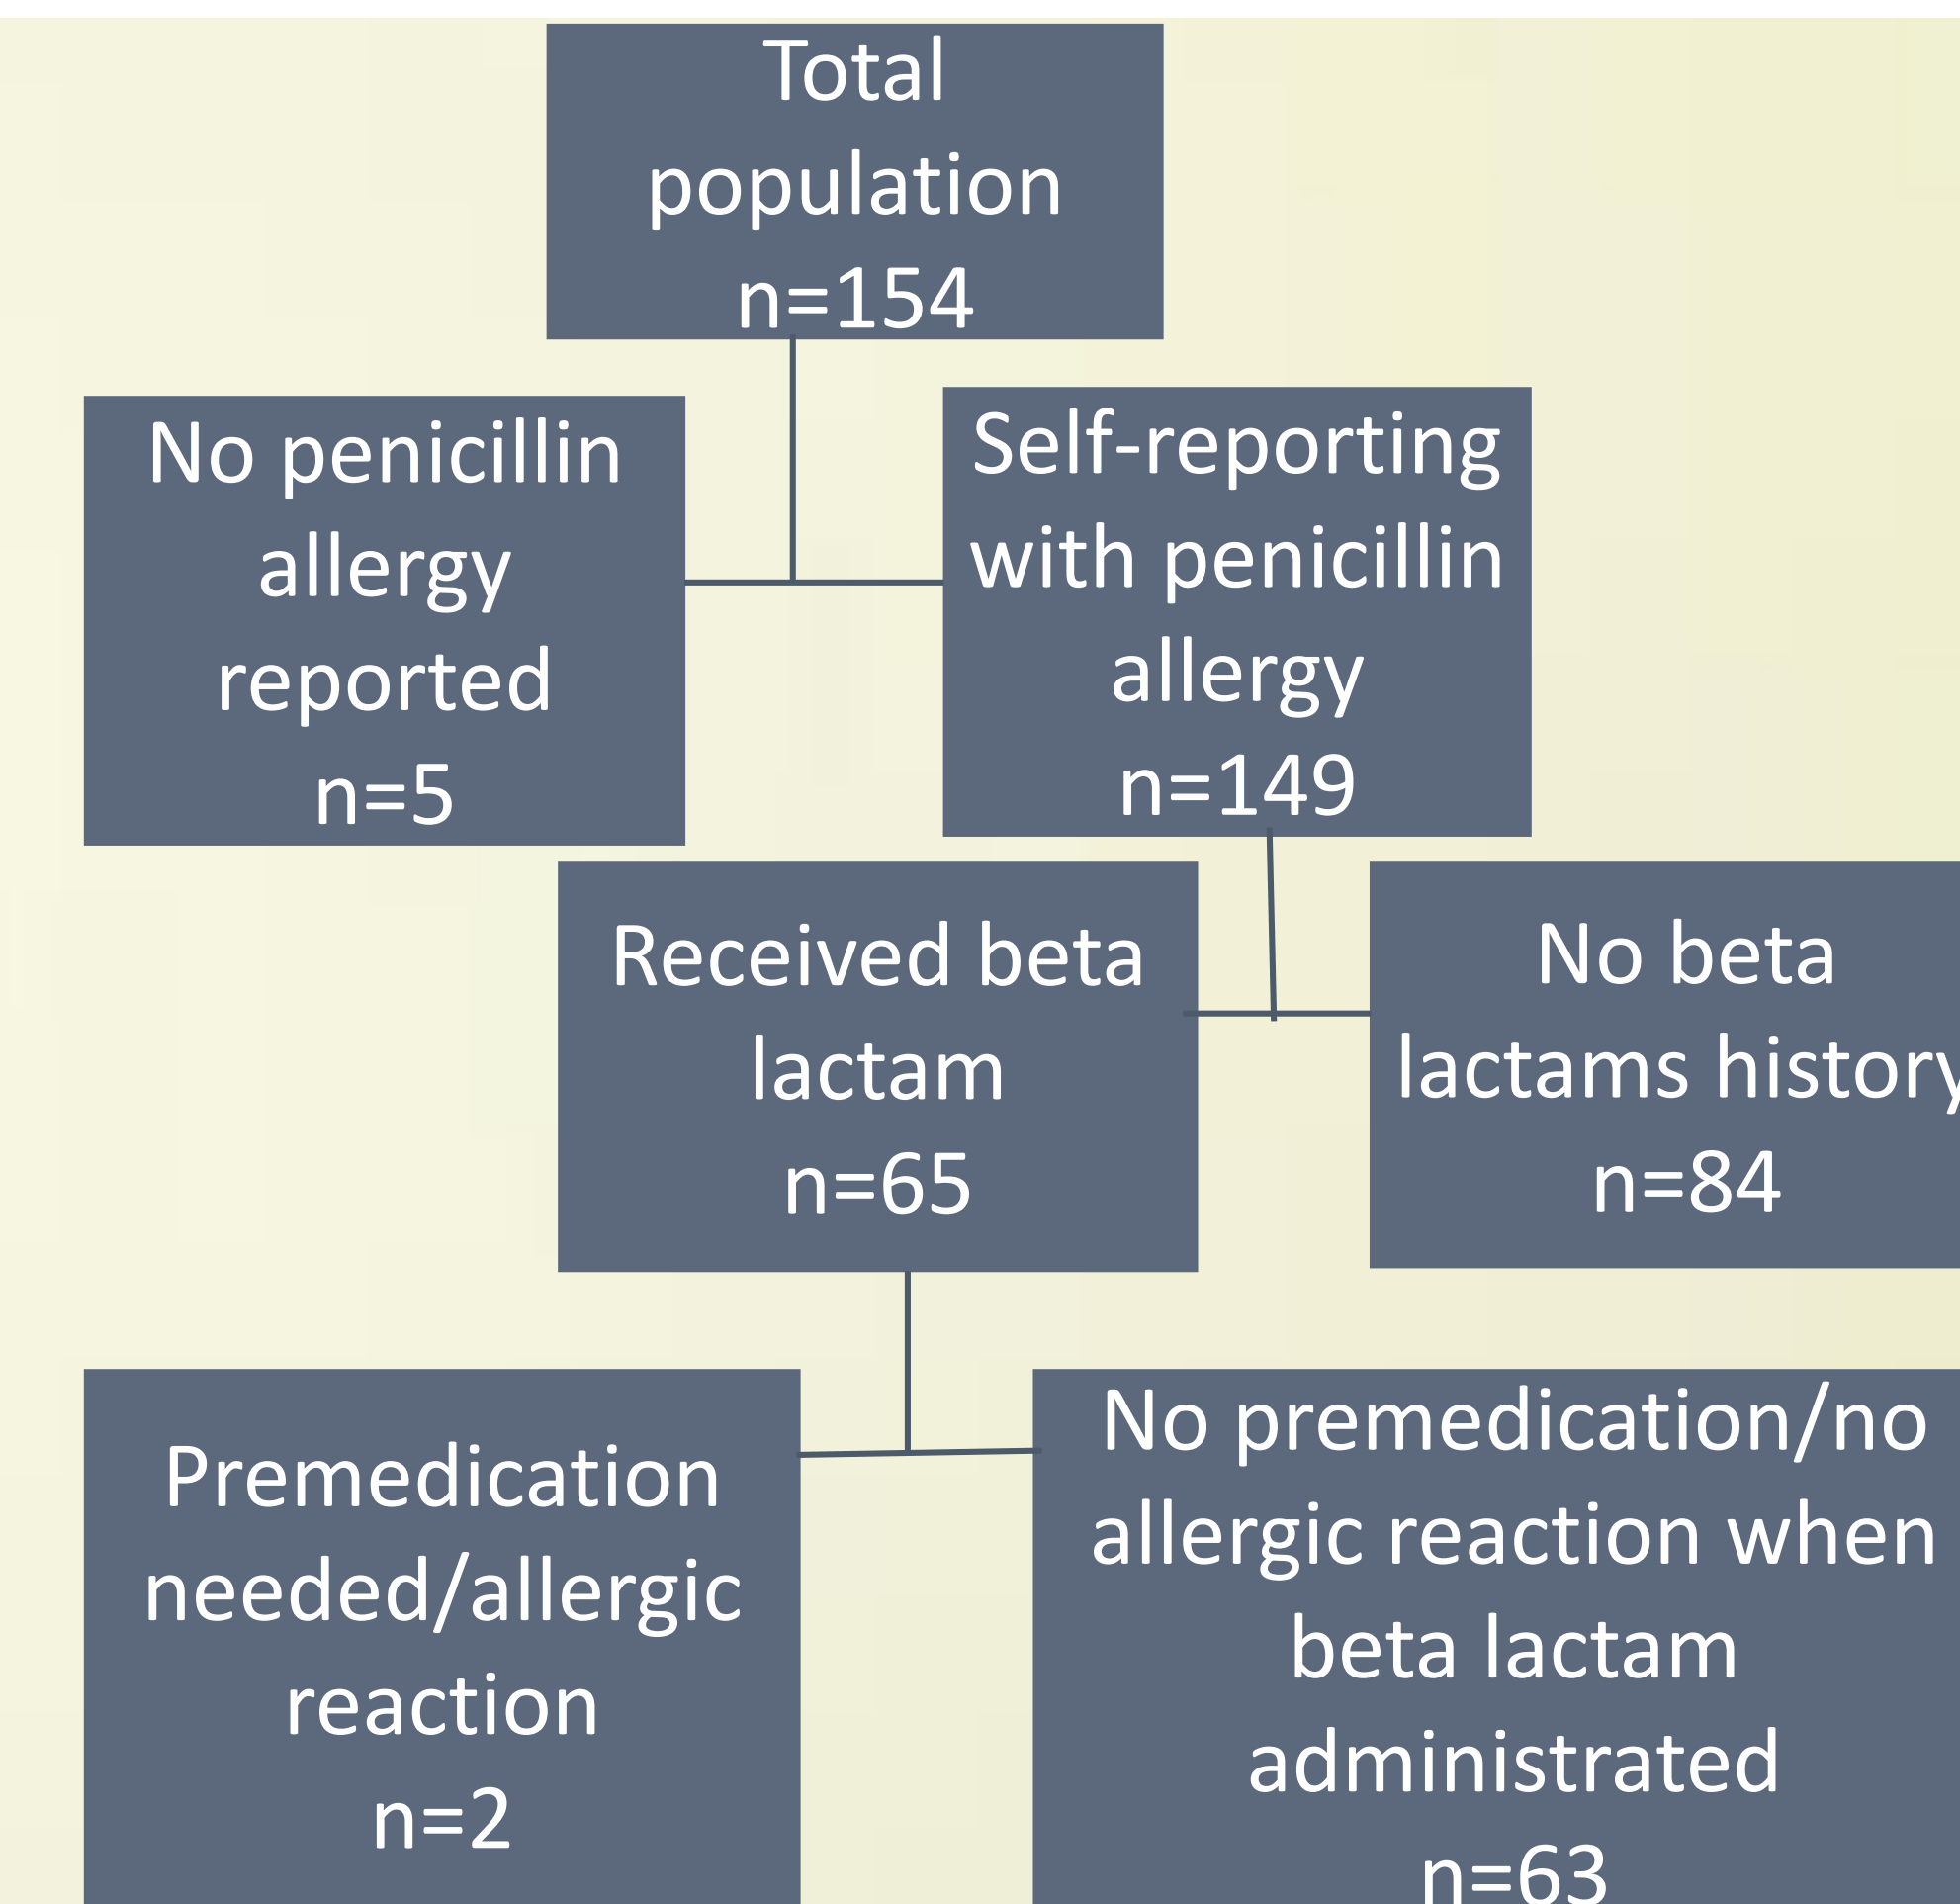 Total
population
n=154
No penicillin
allergy
reported
n=5
Self-reporting
with penicillin
allergy
n=149
Received beta
lactam
n=65
No beta
lactams history
n=84
Premedication
needed/allergic
reaction
n=2
No premedication/no
allergic reaction when
beta lactam
administrated
n=63